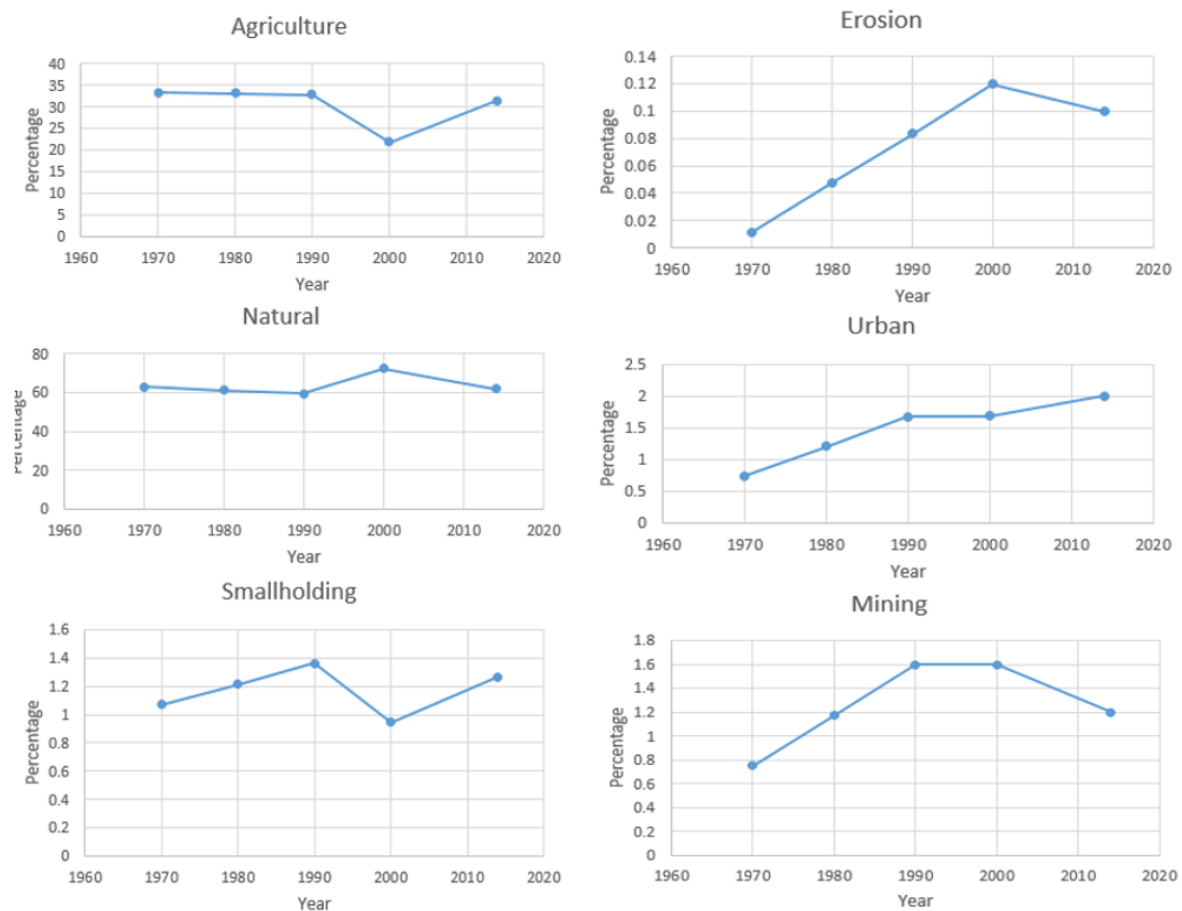 Agriculture
40
35
30
25
20
15
10
5
0
Percentage
1960 1970 1980 1990 2000 2010 2020
Year
Erosion
0.14
0.12
0.1
0.08
0.06
0.04
0.02
0
Percentage
1960 1970 1980 1990 2000 2010 2020
Year
Natural
80
60
40
20
0
Percentage
1960 1970 1980 1990 2000 2010 2020
Year
Urban
2.5
2
1.5
1
0.5
0
Percentage
1960 1970 1980 1990 2000 2010 2020
Year
Smallholding
1.6
1.4
1.2
1
0.8
0.6
0.4
0.2
0
Percentage
1960 1970 1980 1990 2000 2010 2020
Year
Mining
1.8
1.6
1.4
1.2
1
0.8
0.6
0.4
0.2
0
Percentage
1960 1970 1980 1990 2000 2010 2020
Year